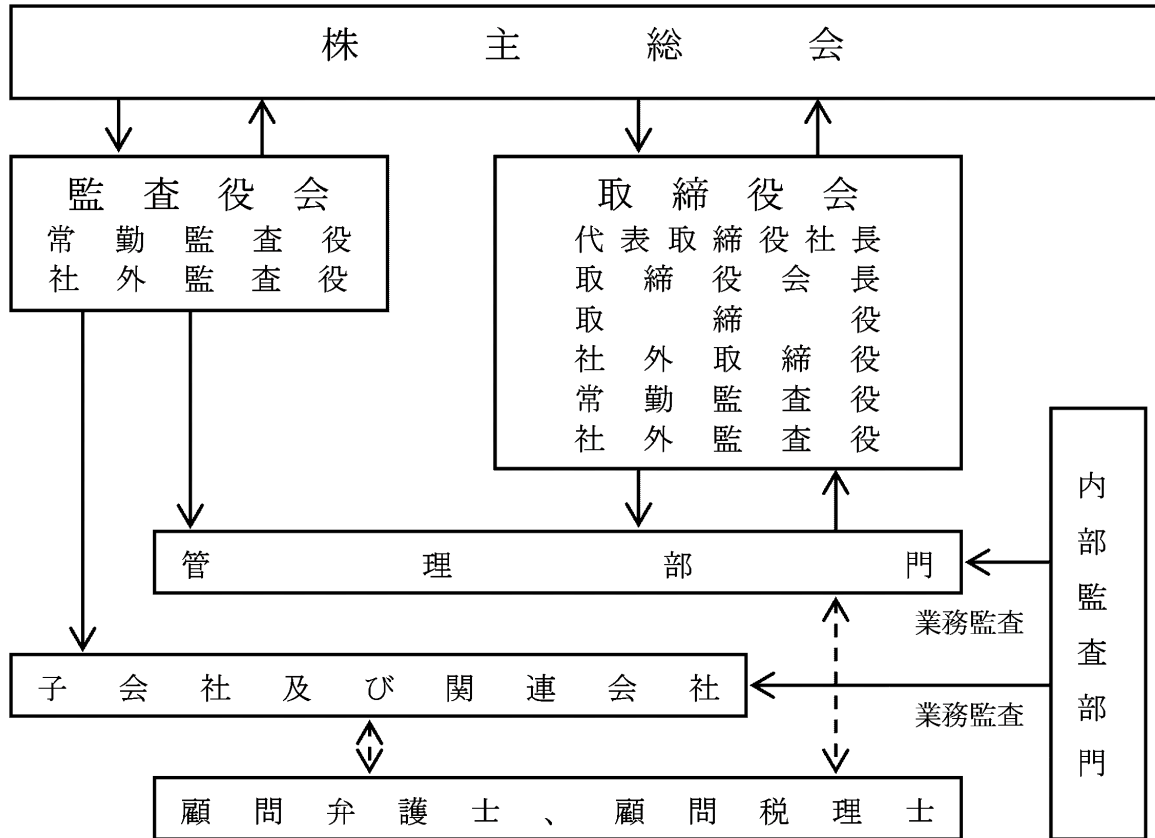 株主総会
監査役会
常勤監査役
社外監査役
取締役会
代表取締役社長
取締役会長
取締役
社外取締役
常勤監査役
社外監査役
内部監査部門
管理部門
業務監査
子会社及び関連会社
業務監査
顧問弁護士、顧問税理士